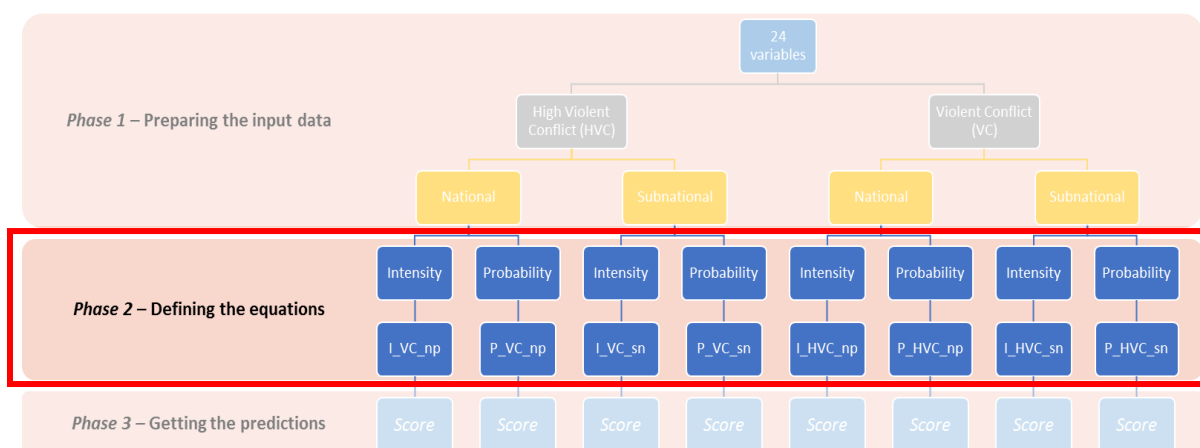 24
variables
Phase 1 – Preparing the input data
High Violent
Conflict (HVC)
Violent Conflict
(VC)
National
Subnational
National
Subnational
Phase 2 – Defining the equations
Intensity
Probability
Intensity
Probability
Intensity
Probability
Intensity
Probability
I_VC_np
P_VC_np
I_VC_sn
P_VC_sn
I_HVC_np
P_HVC_np
I_HVC_sn
P_HVC_sn
Phase 3 – Getting the predictions
Score
Score
Score
Score
Score
Score
Score
Score